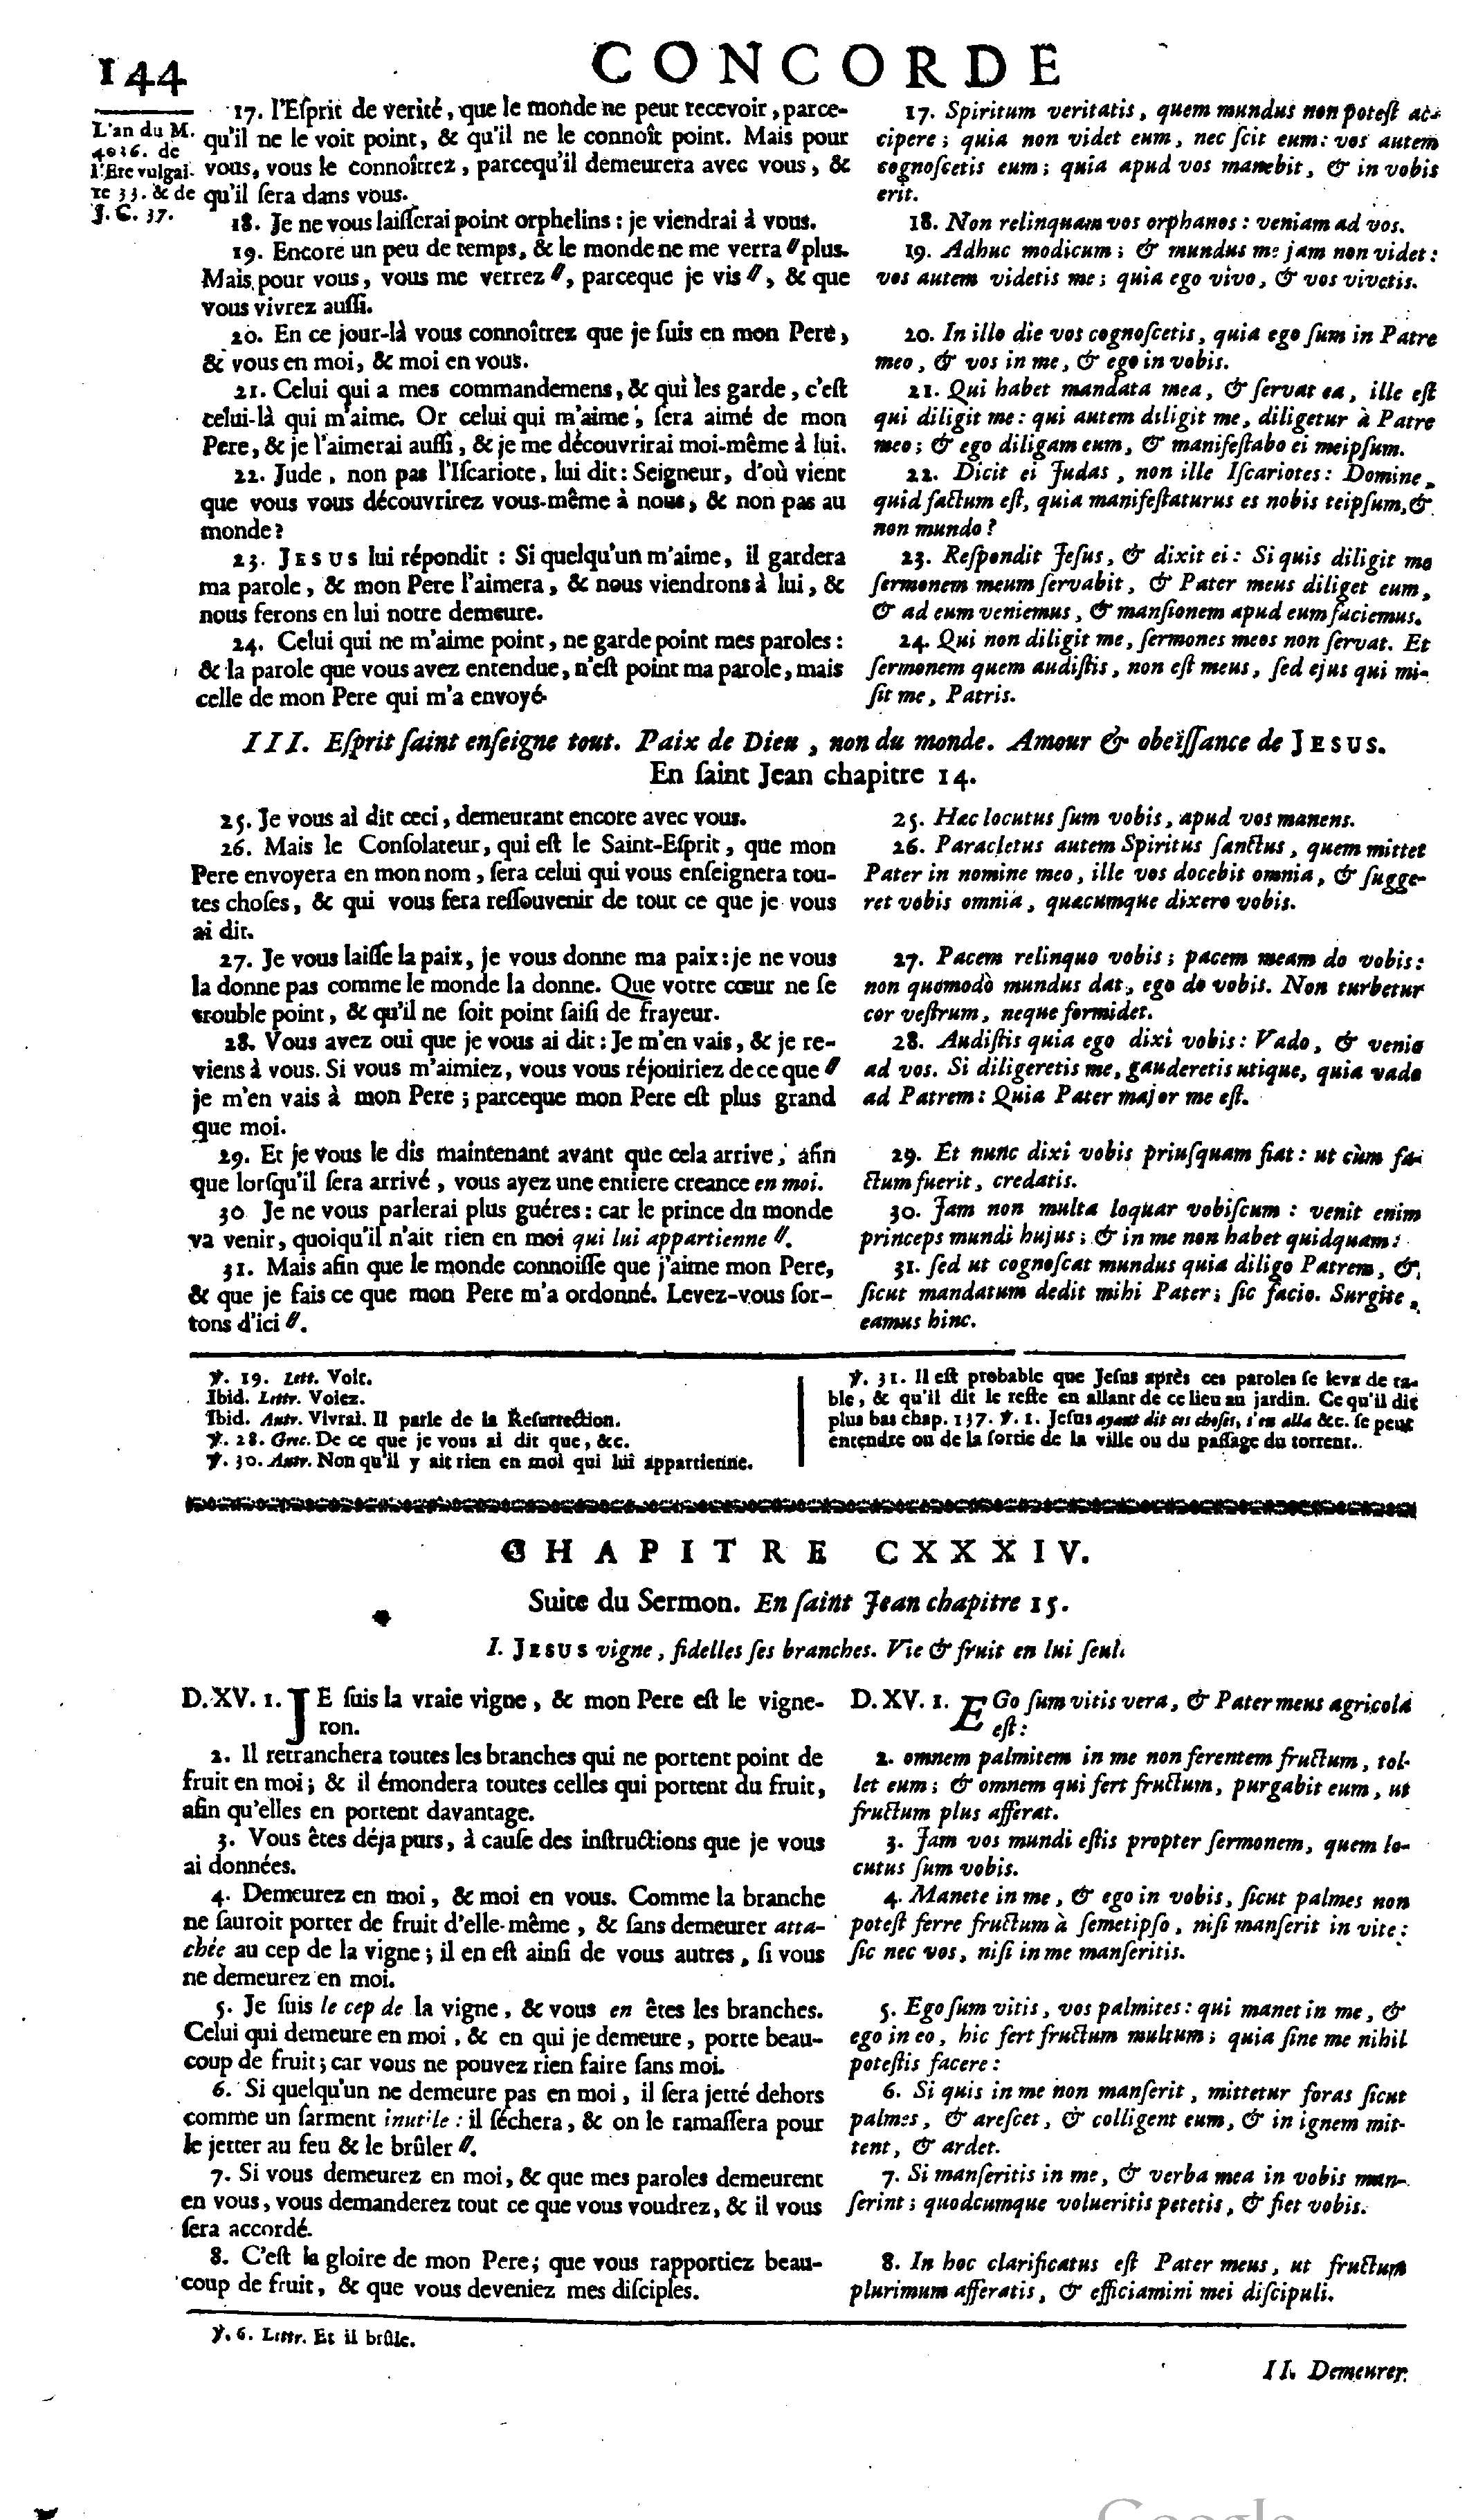 144
CONCORDE
L'an du M.
4036. de
l'Ere vulgai-
re 33. & de
J. C. 37.
17. l'Eſprit de verité, que le monde ne peut recevoir, parce-
qu'il ne le voit point, & qu'il ne le connoît point. Mais pour
vous, vous le connoîtrez, parcequ'il demeurera avec vous, &
qu'il ſera dans vous.
18. Je ne vous laiſſerai point orphelins : je viendrai à vous.
19. Encore un peu de temps, & le monde ne me verra // plus.
Mais pour vous, vous me verrez //, parceque je vis //, & que
vous vivrez auſſi.
20. En ce jour-là vous connoîtrez que je ſuis en mon Pere,
& vous en moi, & moi en vous.
21. Celui qui a mes commandemens, & qui les garde, c'eſt
celui-là qui m'aime. Or celui qui m'aime, ſera aimé de mon
Pere, & je l'aimerai auſſi, & je me découvrirai moi-même à lui.
22. Jude, non pas l'Iſcariote, lui dit : Seigneur, d'où vient
que vous vous découvrirez vous-même à nous, & non pas au
monde ?
23. JESUS lui répondit : Si quelqu'un m'aime, il gardera
ma parole, & mon Pere l'aimera, & nous viendrons à lui, &
nous ferons en lui notre demeure.
24. Celui qui ne m'aime point, ne garde point mes paroles :
& la parole que vous avez entendue, n'eſt point ma parole, mais
celle de mon Pere qui m'a envoyé.
17. Spiritum veritatis, quem mundus non poteſt ac-
cipere ; quia non videt eum, nec ſcit eum : vos autem
cognoſcetis eum ; quia apud vos manebit, & in vobis
erit.
18. Non relinquam vos orphanos : veniam ad vos.
19. Adhuc modicum ; & mundus me jam non videt :
vos autem videtis me ; quia ego vivo, & vos vivetis.
20. In illo die vos cognoſcetis, quia ego ſum in Patre
meo, & vos in me, & ego in vobis.
21. Qui habet mandata mea, & ſervat ea, ille eſt
qui diligit me : qui autem diligit me, diligetur à Patre
meo ; & ego diligam eum, & manifeſtabo ei meipſum.
22. Dicit ei Judas, non ille Iſcariotes : Domine,
quid factum eſt, quia manifeſtaturus es nobis teipſum, &
non mundo ?
23. Reſpondit Jeſus, & dixit ei : Si quis diligit me
ſermonem meum ſervabit, & Pater meus diliget eum,
& ad eum veniemus, & manſionem apud eum faciemus.
24. Qui non diligit me, ſermones meos non ſervat. Et
ſermonem quem audiſtis, non eſt meus, ſed ejus qui mi-
ſit me, Patris.
III. Eſprit ſaint enſeigne tout. Paix de Dieu, non du monde. Amour & obeïſſance de JESUS.
En ſaint Jean chapitre 14.
25. Je vous ai dit ceci, demeurant encore avec vous.
26. Mais le Conſolateur, qui eſt le Saint-Eſprit, que mon
Pere envoyera en mon nom, ſera celui qui vous enſeignera tou-
tes choſes, & qui vous fera reſſouvenir de tout ce que je vous
ai dit.
27. Je vous laiſſe la paix, je vous donne ma paix : je ne vous
la donne pas comme le monde la donne. Que votre cœur ne ſe
trouble point, & qu'il ne ſoit point ſaiſi de frayeur.
28. Vous avez oui que je vous ai dit : Je m'en vais, & je re-
viens à vous. Si vous m'aimiez, vous vous réjouiriez de ce que //
je m'en vais à mon Pere ; parceque mon Pere eſt plus grand
que moi.
29. Et je vous le dis maintenant avant que cela arrive, afin
que lorſqu'il ſera arrivé, vous ayez une entiere creance en moi.
30 Je ne vous parlerai plus guéres : car le prince du monde
va venir, quoiqu'il n'ait rien en moi qui lui appartienne //.
31. Mais afin que le monde connoiſſe que j'aime mon Pere,
& que je fais ce que mon Pere m'a ordonné. Levez-vous ſor-
tons d'ici //.
25. Hæc locutus ſum vobis, apud vos manens.
26. Paracletus autem Spiritus ſanctus, quem mittet
Pater in nomine meo, ille vos docebit omnia, & ſugge-
ret vobis omnia, quæcumque dixero vobis.
27. Pacem relinquo vobis ; pacem meam do vobis :
non quomodò mundus dat, ego do vobis. Non turbetur
cor veſtrum, neque formidet.
28. Audiſtis quia ego dixi vobis : Vado, & venio
ad vos. Si diligeretis me, gauderetis utique, quia vado
ad Patrem : Quia Pater major me eſt.
29. Et nunc dixi vobis priuſquam fiat : ut cùm fa-
ctum fuerit, credatis.
30. Jam non multa loquar vobiſcum : venit enim
princeps mundi hujus ; & in me non habet quidquam :
31. ſed ut cognoſcat mundus quia diligo Patrem, &
ſicut mandatum dedit mihi Pater ; ſic facio. Surgite,
eamus hinc.
℣. 19. Lett. Voit.
Ibid. Lettr. Voiez.
Ibid. Autr. Vivrai. Il parle de la Reſurrection.
℣. 28. Grec. De ce que je vous ai dit que, &c.
℣. 30. Autr. Non qu'il y ait rien en moi qui lui appartienne.
℣. 31. Il eſt probable que Jeſus après ces paroles ſe leva de ta-
ble, & qu'il dit le reſte en allant de ce lieu au jardin. Ce qu'il dit
plus bas chap. 137. ℣. 1. Jeſus ayant dit ces choſes, s'en alla &c. ſe peut
entendre ou de la ſortie de la ville ou du paſſage du torrent.
CHAPITRE CXXXIV.
Suite du Sermon. En ſaint Jean chapitre 15.
I. JESUS vigne, fidelles ſes branches. Vie & fruit en lui ſeul.
D. XV. 1. JE ſuis la vraie vigne, & mon Pere eſt le vigne-
ron.
2. Il retranchera toutes les branches qui ne portent point de
fruit en moi ; & il émondera toutes celles qui portent du fruit,
afin qu'elles en portent davantage.
3. Vous êtes déja purs, à cauſe des inſtructions que je vous
ai données.
4. Demeurez en moi, & moi en vous. Comme la branche
ne ſauroit porter de fruit d'elle-même, & ſans demeurer atta-
chée au cep de la vigne ; il en eſt ainſi de vous autres, ſi vous
ne demeurez en moi.
5. Je ſuis le cep de la vigne, & vous en êtes les branches.
Celui qui demeure en moi, & en qui je demeure, porte beau-
coup de fruit ; car vous ne pouvez rien faire ſans moi.
6. Si quelqu'un ne demeure pas en moi, il ſera jetté dehors
comme un ſarment inutile : il ſéchera, & on le ramaſſera pour
le jetter au feu & le brûler //.
7. Si vous demeurez en moi, & que mes paroles demeurent
en vous, vous demanderez tout ce que vous voudrez, & il vous
ſera accordé.
8. C'eſt la gloire de mon Pere ; que vous rapportiez beau-
coup de fruit, & que vous deveniez mes diſciples.
D. XV. 1. EGo ſum vitis vera, & Pater meus agricola
eſt :
2. omnem palmitem in me non ferentem fructum, tol-
let eum ; & omnem qui fert fructum, purgabit eum, ut
fructum plus afferat.
3. Jam vos mundi eſtis propter ſermonem, quem lo-
cutus ſum vobis.
4. Manete in me, & ego in vobis, ſicut palmes non
poteſt ferre fructum à ſemetipſo, niſi manſerit in vite :
ſic nec vos, niſi in me manſeritis.
5. Ego ſum vitis, vos palmites : qui manet in me, &
ego in eo, hic fert fructum multum ; quia ſine me nihil
poteſtis facere :
6. Si quis in me non manſerit, mittetur foras ſicut
palmes, & areſcet, & colligent eum, & in ignem mit-
tent, & ardet.
7. Si manſeritis in me, & verba mea in vobis man-
ſerint ; quodcumque volueritis petetis, & fiet vobis.
8. In hoc clarificatus eſt Pater meus, ut fructum
plurimum afferatis, & efficiamini mei diſcipuli.
℣. 6. Lettr. Et il brûle.
II. Demeurer
Google